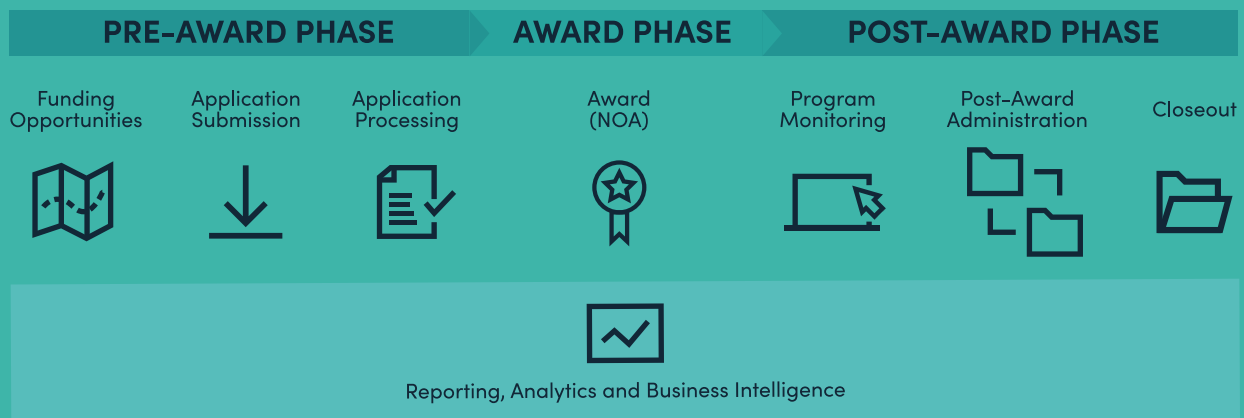 PRE-AWARD PHASE
AWARD PHASE
POST-AWARD PHASE
Funding
Opportunities
Application
Submission
Application
Processing
Award
(NOA)
Program
Monitoring
Post-Award
Administration
Closeout
Reporting, Analytics and Business Intelligence